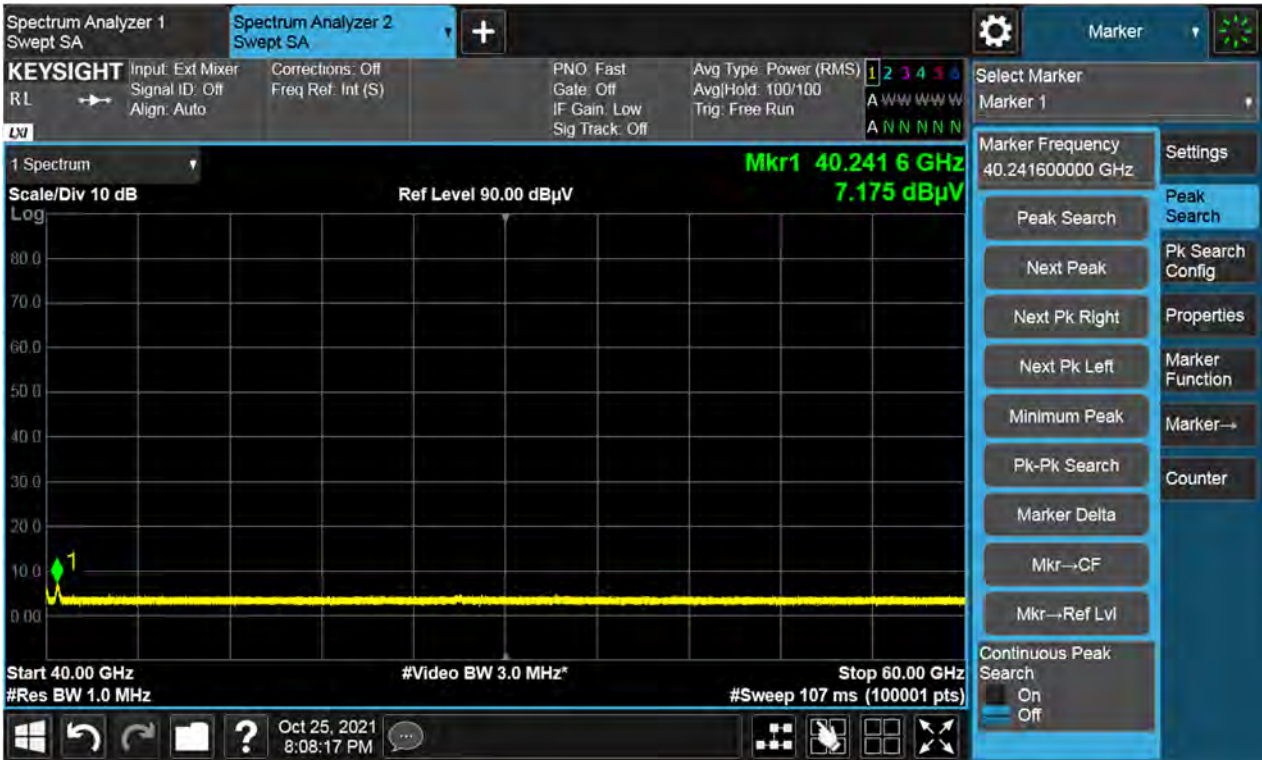 Spectrum Analyzer 1
Swept SA
Spectrum Analyzer 2
Swept SA
+
Marker
KEYSIGHT
RL
LXI
Input: Ext Mixer
Signal ID: Off
Align: Auto
Corrections: Off
Freq Ref: Int (S)
PNO: Fast
Gate: Off
IF Gain: Low
Sig Track: Off
Avg Type: Power (RMS)
Avg|Hold: 100/100
Trig: Free Run
1 2 3 4 5 6
A W W W W W
A N N N N N
Select Marker
Marker 1
1 Spectrum
Scale/Div 10 dB
Log
Ref Level 90.00 dBµV
Mkr1 40.241 6 GHz
7.175 dBµV
80.0
70.0
60.0
50.0
40.0
30.0
20.0
10.0
0.00
1
Start 40.00 GHz
#Res BW 1.0 MHz
#Video BW 3.0 MHz*
Stop 60.00 GHz
#Sweep 107 ms (100001 pts)
Marker Frequency
40.241600000 GHz
Peak Search
Next Peak
Next Pk Right
Next Pk Left
Minimum Peak
Pk-Pk Search
Marker Delta
Mkr→CF
Mkr→Ref Lvl
Continuous Peak
Search
On
Off
Settings
Peak
Search
Pk Search
Config
Properties
Marker
Function
Marker→
Counter
?
Oct 25, 2021
8:08:17 PM